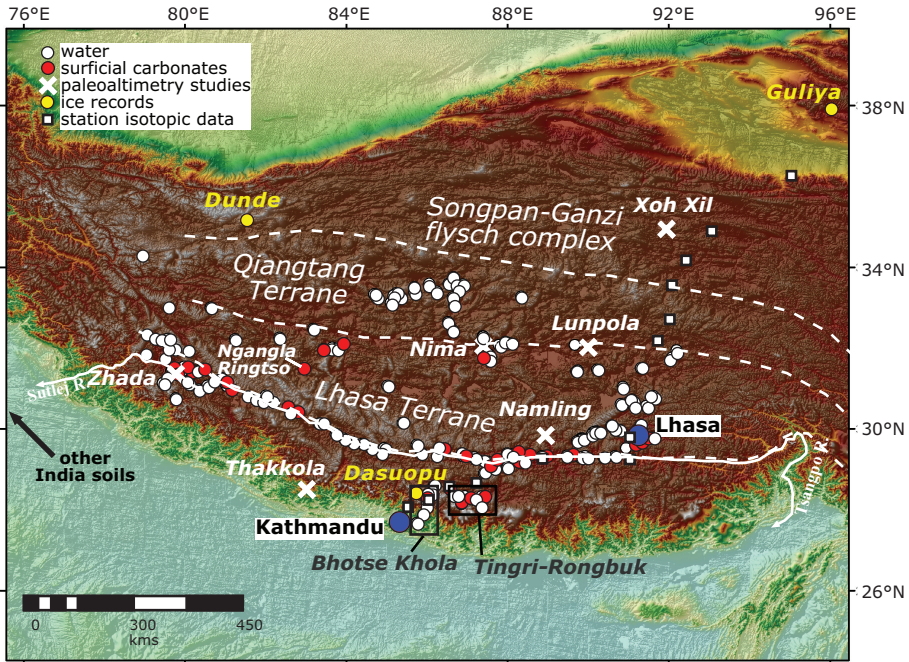 76°E
80°E
84°E
88°E
92°E
96°E
water
surficial carbonates
paleoaltimetry studies
ice records
station isotopic data
Guliya
38°N
Dunde
Songpan-Ganzi
flysch complex
Xoh Xil
Qiangtang
Terrane
34°N
Lunpola
Nima
Ngangla
Ringtso
Zhada
Sutlej R
Lhasa Terrane
Namling
Lhasa
30°N
other
India soils
Thakkola
Dasuopu
Tsangpo R.
Kathmandu
Bhotse Khola
Tingri-Rongbuk
26°N
0
300
450
kms